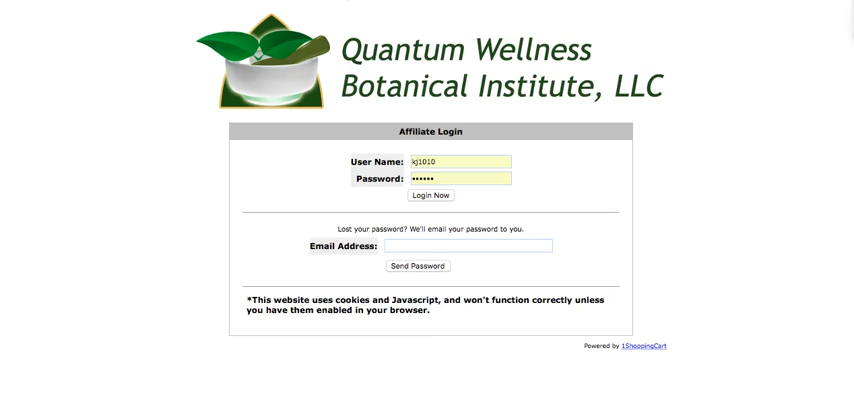 Quantum Wellness
Botanical Institute, LLC
Affiliate Login
User Name: kj1010
Password: ••••••
Login Now
Lost your password? We'll email your password to you.
Email Address:
Send Password
*This website uses cookies and Javascript, and won't function correctly unless
you have them enabled in your browser.
Powered by 1ShoppingCart